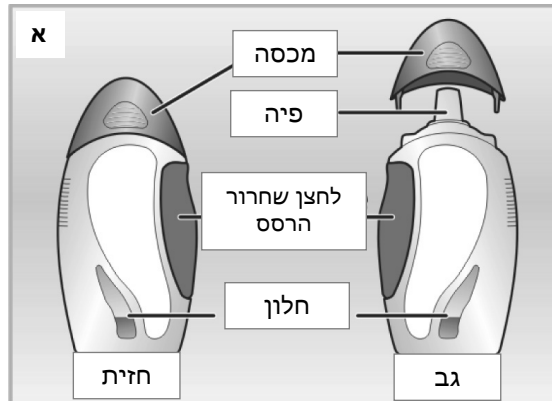 א
מכסה
פיה
לחצן שחרור
הרסס
חלון
חזית
גב